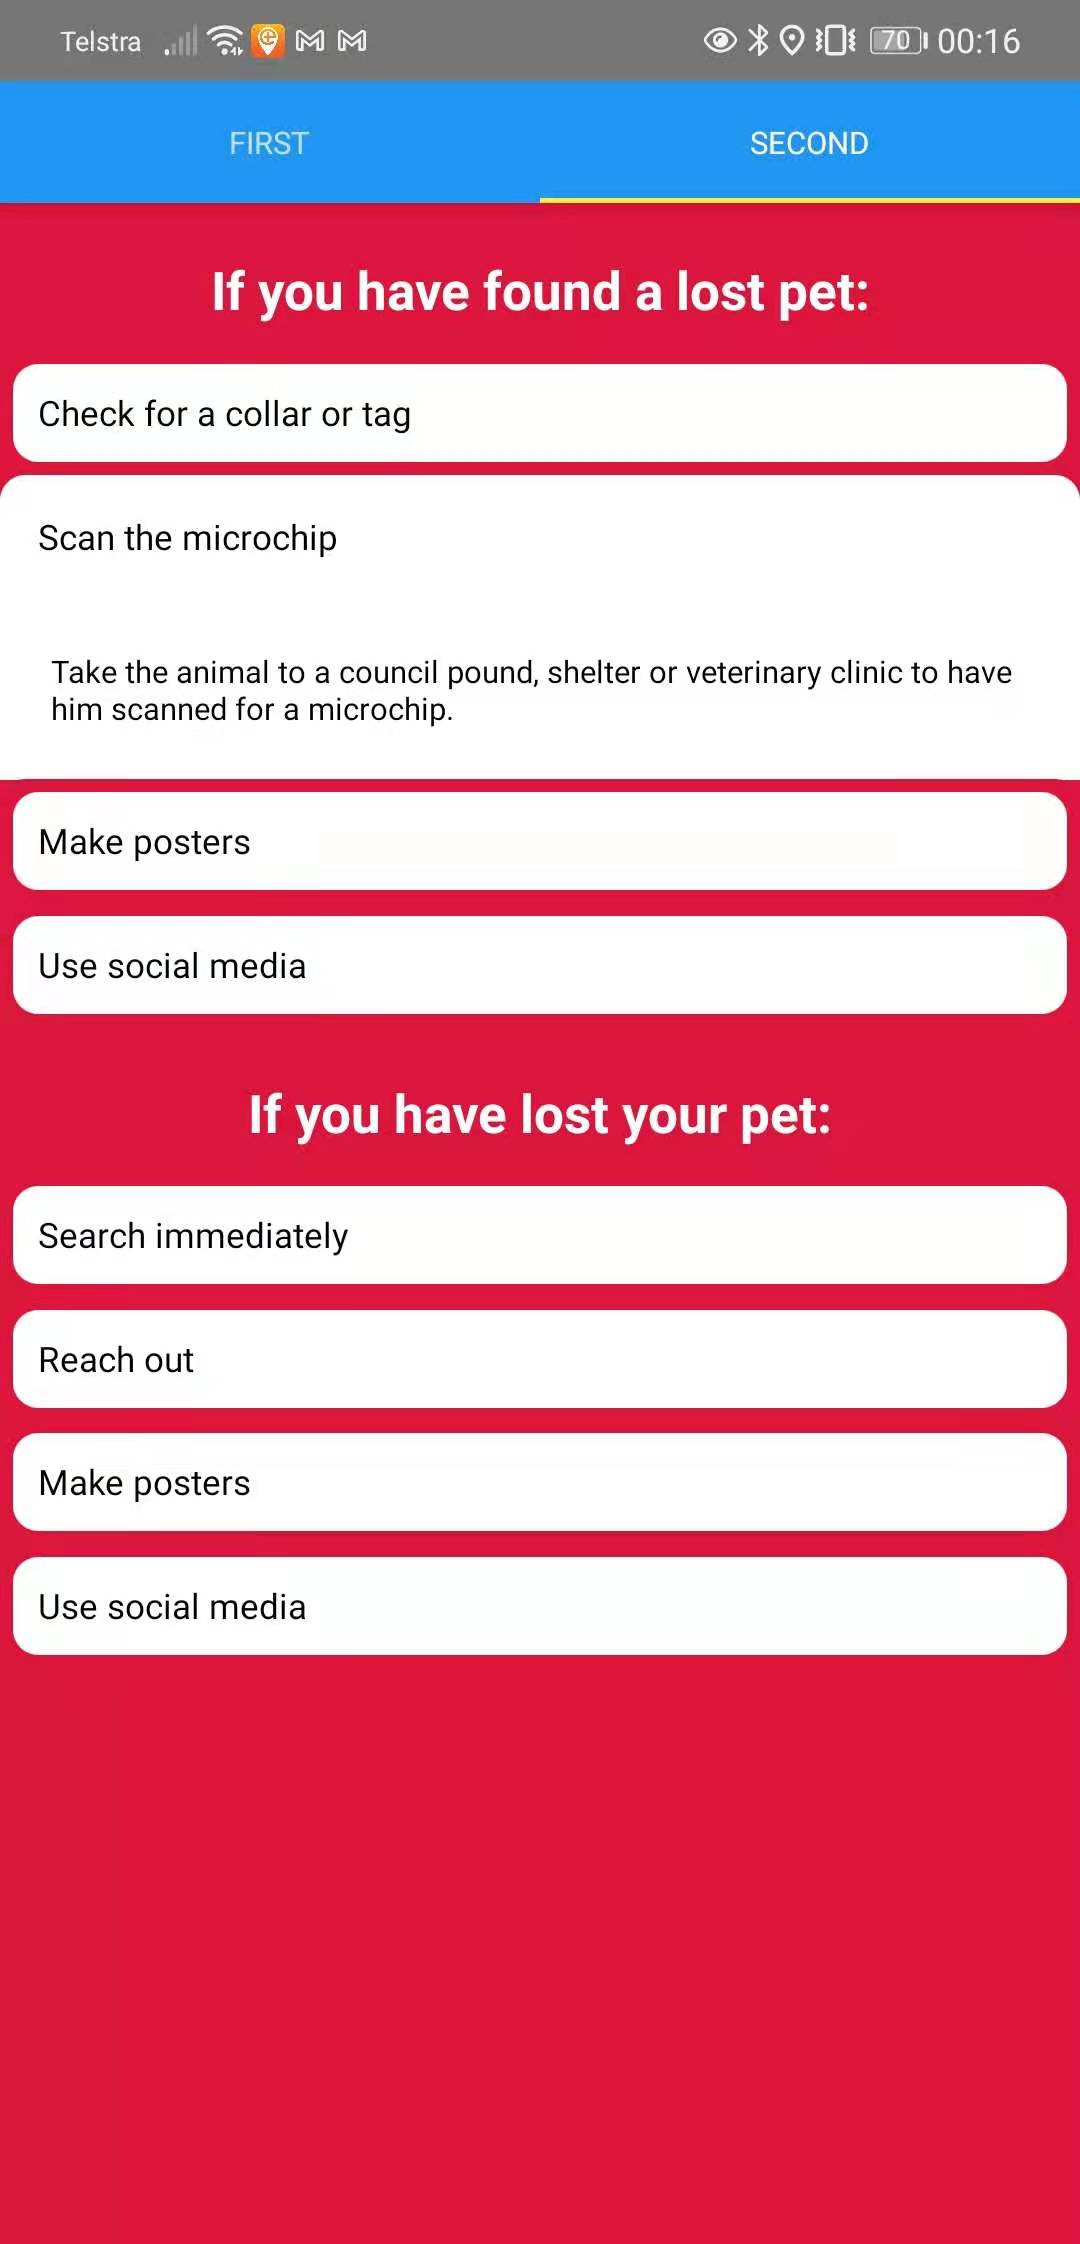 Telstra 70 00:16
FIRST SECOND
If you have found a lost pet:
Check for a collar or tag
Scan the microchip
Take the animal to a council pound, shelter or veterinary clinic to have
him scanned for a microchip.
Make posters
Use social media
If you have lost your pet:
Search immediately
Reach out
Make posters
Use social media